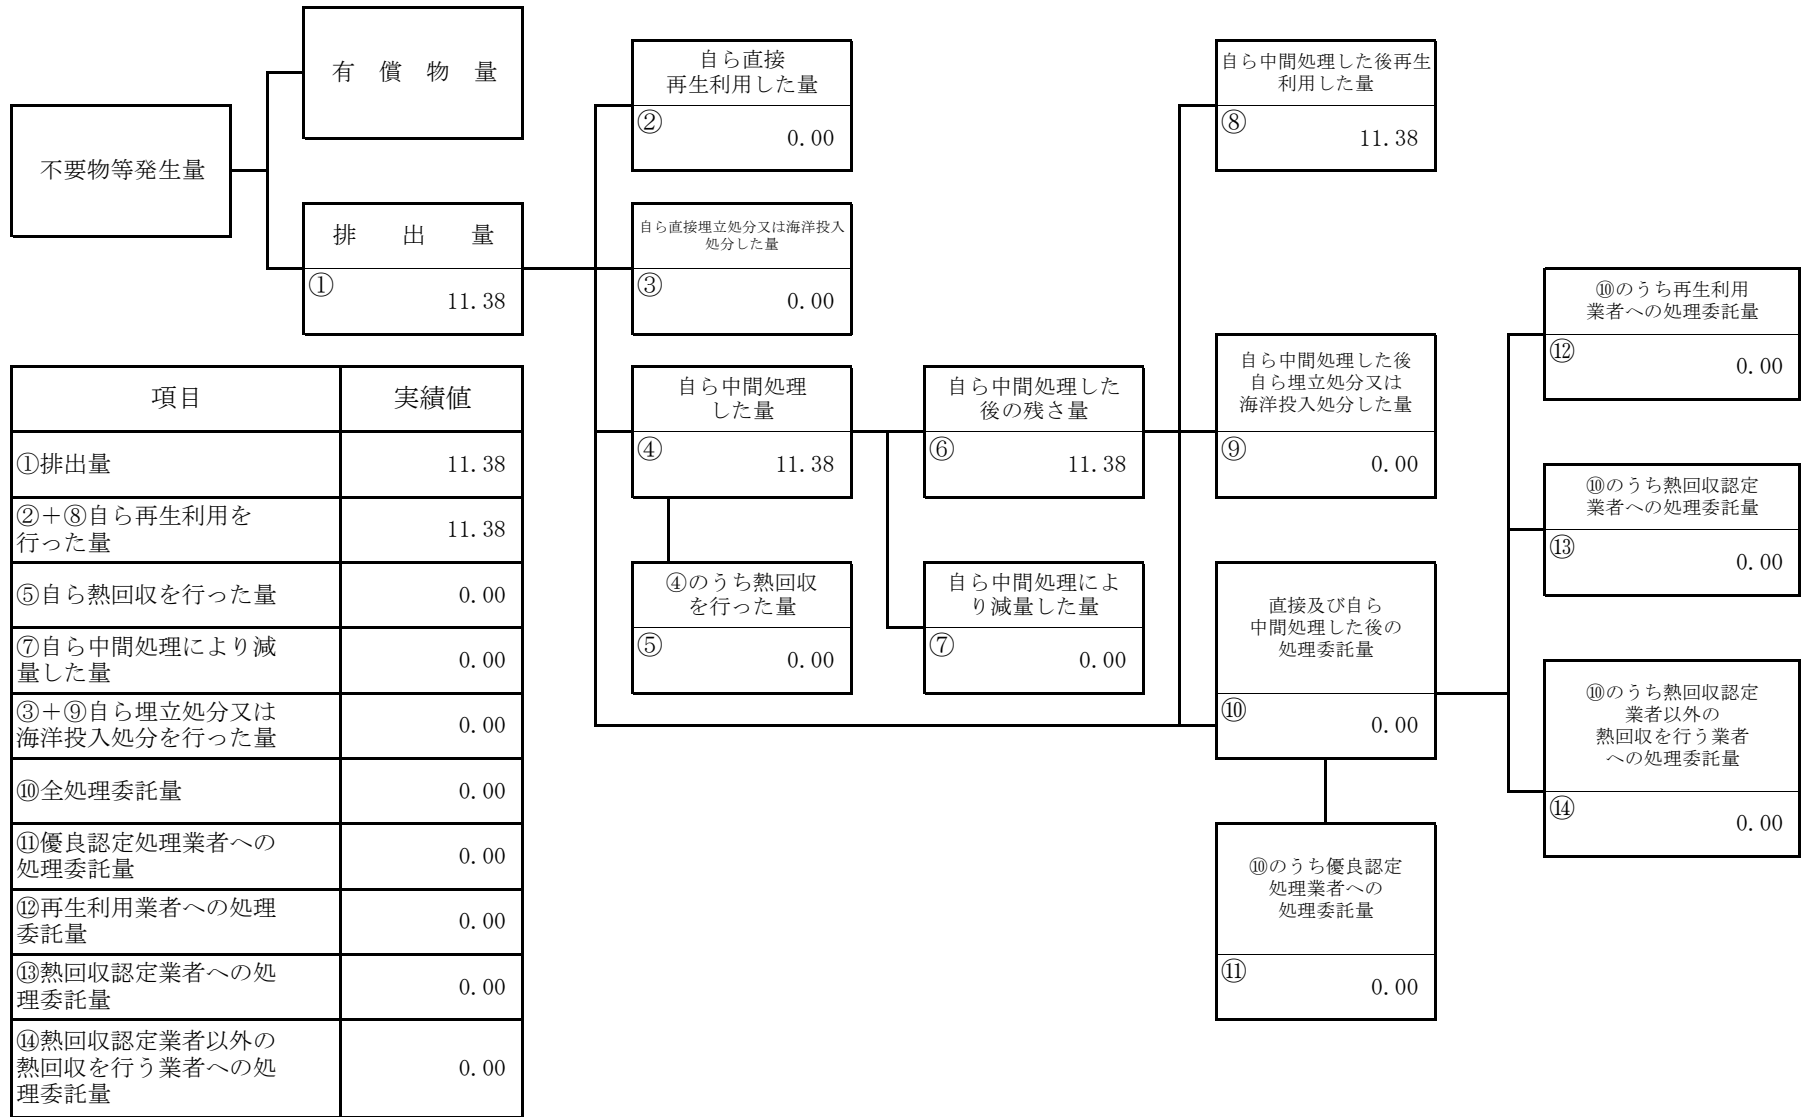 有　償　物　量
不要物等発生量
排　出　量
①
11.38
自ら直接
再生利用した量
②
0.00
自ら直接埋立処分又は海洋投入
処分した量
③
0.00
自ら中間処理
した量
④
11.38
④のうち熱回収
を行った量
⑤
0.00
自ら中間処理した
後の残さ量
⑥
11.38
自ら中間処理によ
り減量した量
⑦
0.00
自ら中間処理した後再生
利用した量
⑧
11.38
自ら中間処理した後
自ら埋立処分又は
海洋投入処分した量
⑨
0.00
直接及び自ら
中間処理した後の
処理委託量
⑩
0.00
⑩のうち優良認定
処理業者への
処理委託量
⑪
0.00
⑩のうち再生利用
業者への処理委託量
⑫
0.00
⑩のうち熱回収認定
業者への処理委託量
⑬
0.00
⑩のうち熱回収認定
業者以外の
熱回収を行う業者
への処理委託量
⑭
0.00
項目　実績値
①排出量　11.38
②＋⑧自ら再生利用を
行った量　11.38
⑤自ら熱回収を行った量　0.00
⑦自ら中間処理により減
量した量　0.00
③＋⑨自ら埋立処分又は
海洋投入処分を行った量　0.00
⑩全処理委託量　0.00
⑪優良認定処理業者への
処理委託量　0.00
⑫再生利用業者への処理
委託量　0.00
⑬熱回収認定業者への処
理委託量　0.00
⑭熱回収認定業者以外の
熱回収を行う業者への処
理委託量　0.00